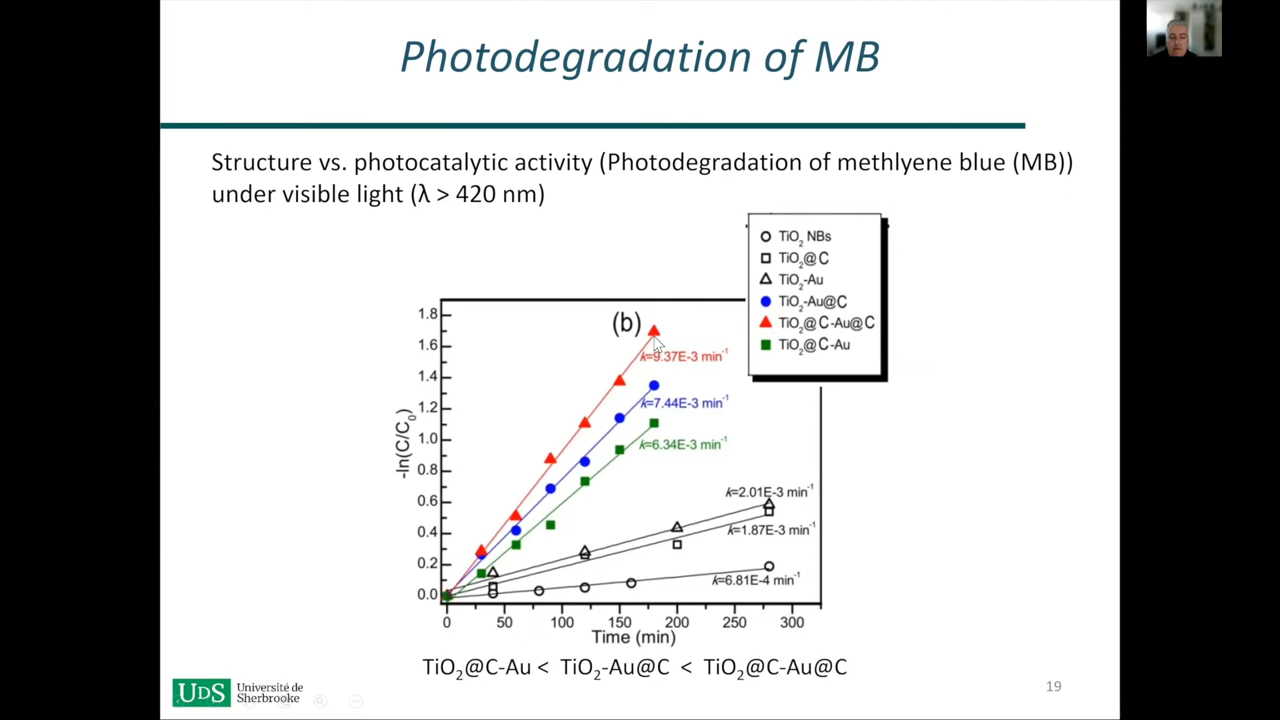 Photodegradation of MB
Structure vs. photocatalytic activity (Photodegradation of methlyene blue (MB))
under visible light (λ > 420 nm)
TiO₂ NBs
TiO₂@C
TiO₂-Au
TiO₂-Au@C
TiO₂@C-Au@C
TiO₂@C-Au
(b)
1.8
1.6
1.4
1.2
1.0
0.8
0.6
0.4
0.2
0.0
-ln(C/C₀)
k=9.37E-3 min⁻¹
k=7.44E-3 min⁻¹
k=6.34E-3 min⁻¹
k=2.01E-3 min⁻¹
k=1.87E-3 min⁻¹
k=6.81E-4 min⁻¹
0 50 100 150 200 250 300
Time (min)
TiO₂@C-Au < TiO₂-Au@C < TiO₂@C-Au@C
UDS Université de
Sherbrooke
19